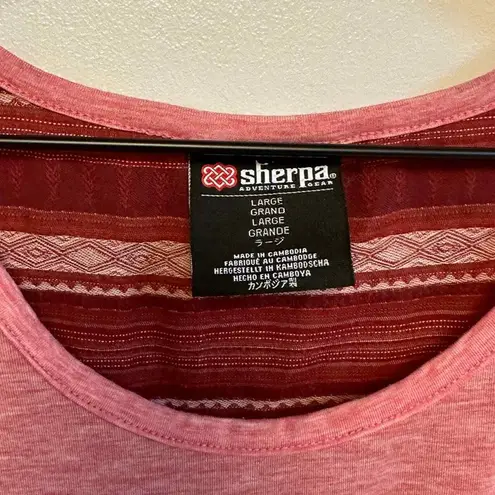 sherpa®
ADVENTURE GEAR
LARGE
GRAND
LARGE
GRANDE
ラージ
MADE IN CAMBODIA
FABRIQUÉ AU CAMBODGE
HERGESTELLT IN KAMBODSCHA
HECHO EN CAMBOYA
カンボジア製